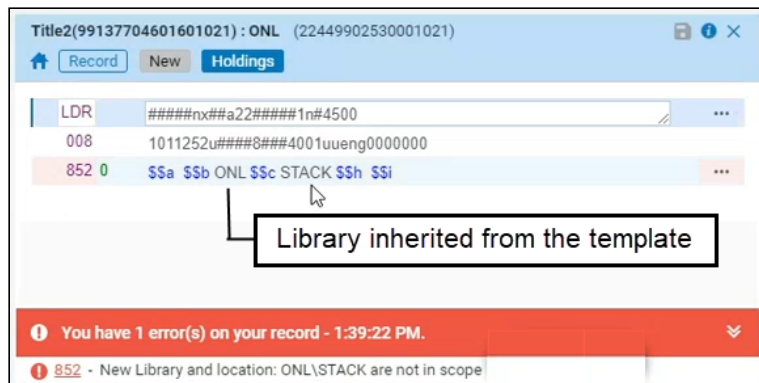 Title2(99137704601601021) : ONL (22449902530001021)
Record New Holdings
LDR #####nx##a22#####1n#4500
008 1011252u####8###4001uueng0000000
852 0 $$a $$b ONL $$c STACK $$h $$i
Library inherited from the template
You have 1 error(s) on your record - 1:39:22 PM.
852 - New Library and location: ONL\STACK are not in scope